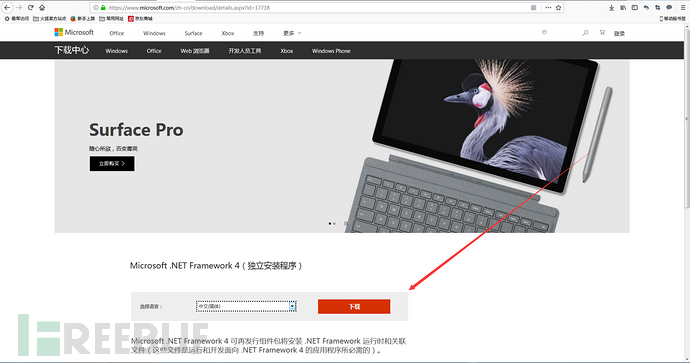 https://www.microsoft.com/zh-cn/download/details.aspx?id=17718
最常访问 火狐官方站点 新手上路 常用网址 京东商城 移动版书签
Microsoft Office Windows Surface Xbox 支持 更多 登录
下载中心 Windows Office Web 浏览器 开发人员工具 Xbox Windows Phone
Surface Pro
随心所欲，百变菁英
立即购买 >
Microsoft .NET Framework 4（独立安装程序）
选择语言： 中文(简体) 下载
Microsoft .NET Framework 4 可再发行组件包将安装 .NET Framework 运行时和关联
文件（这些文件是运行和开发面向 .NET Framework 4 的应用程序所必需的）。
FREEBUF